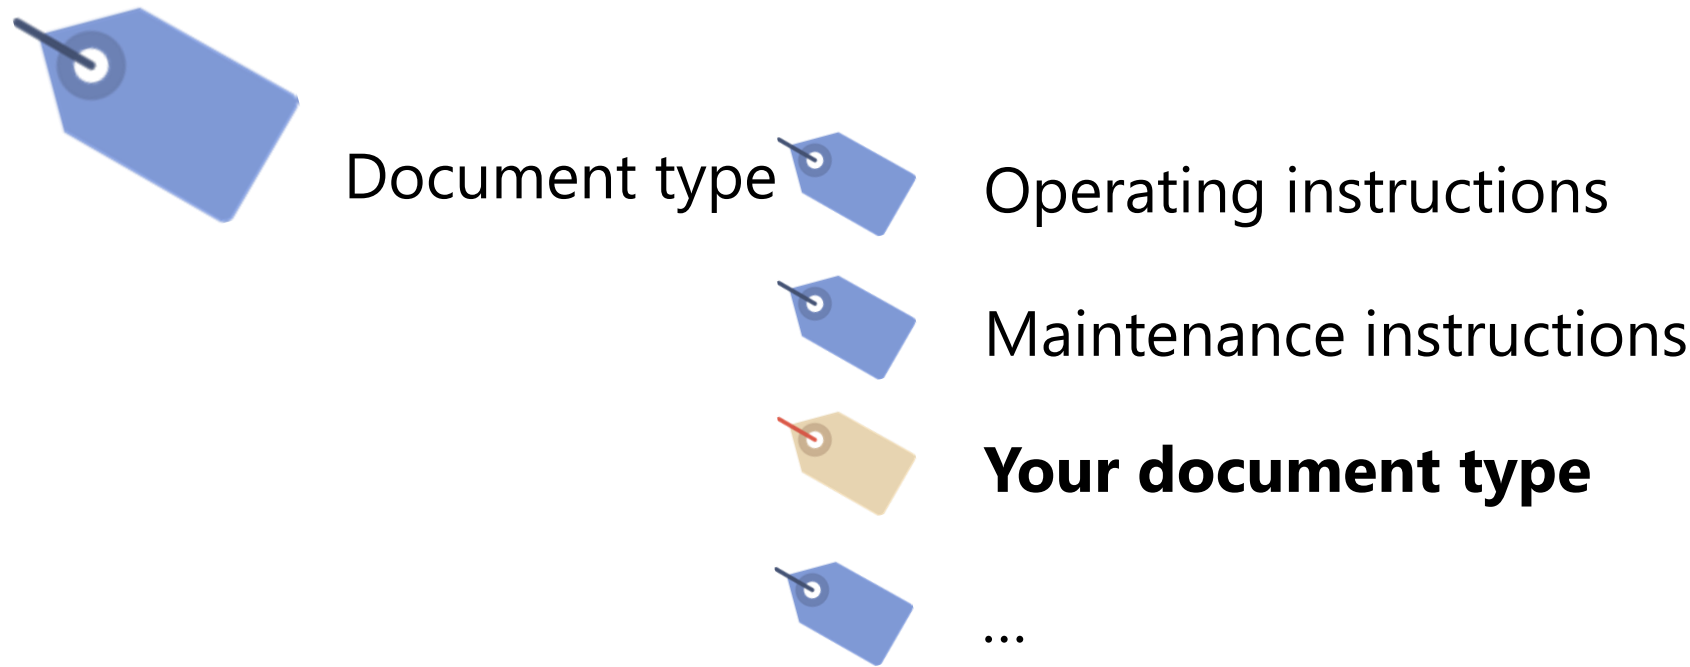 Document type
Operating instructions
Maintenance instructions
Your document type
...